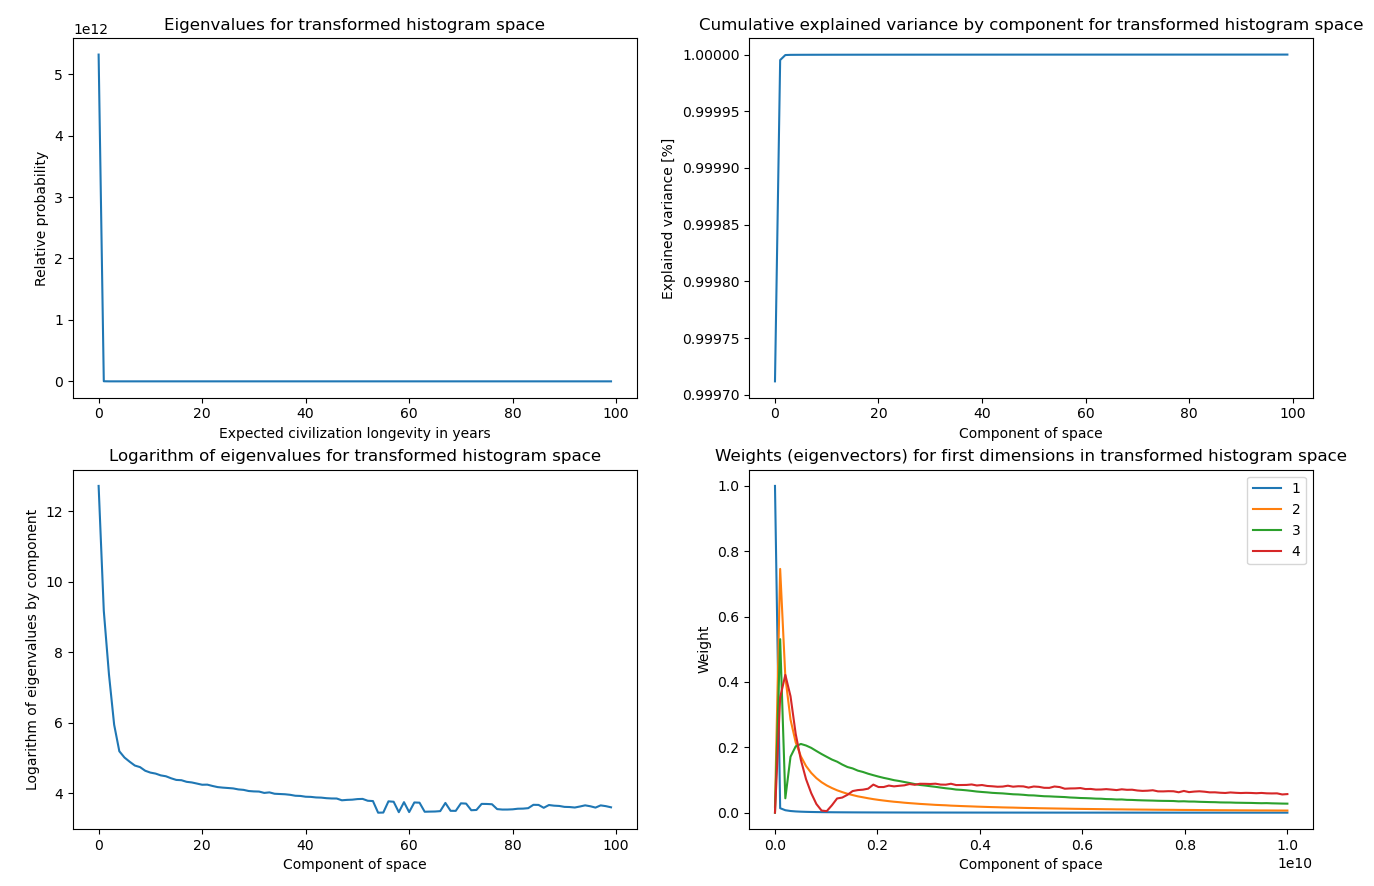 Eigenvalues for transformed histogram space
1e12
5
4
3
2
1
0
Relative probability
0 20 40 60 80 100
Expected civilization longevity in years
Cumulative explained variance by component for transformed histogram space
1.00000
0.99995
0.99990
0.99985
0.99980
0.99975
0.99970
Explained variance [%]
0 20 40 60 80 100
Component of space
Logarithm of eigenvalues for transformed histogram space
12
10
8
6
4
Logarithm of eigenvalues by component
0 20 40 60 80 100
Component of space
Weights (eigenvectors) for first dimensions in transformed histogram space
1.0
0.8
0.6
0.4
0.2
0.0
Weight
1
2
3
4
0.0 0.2 0.4 0.6 0.8 1.0
1e10
Component of space